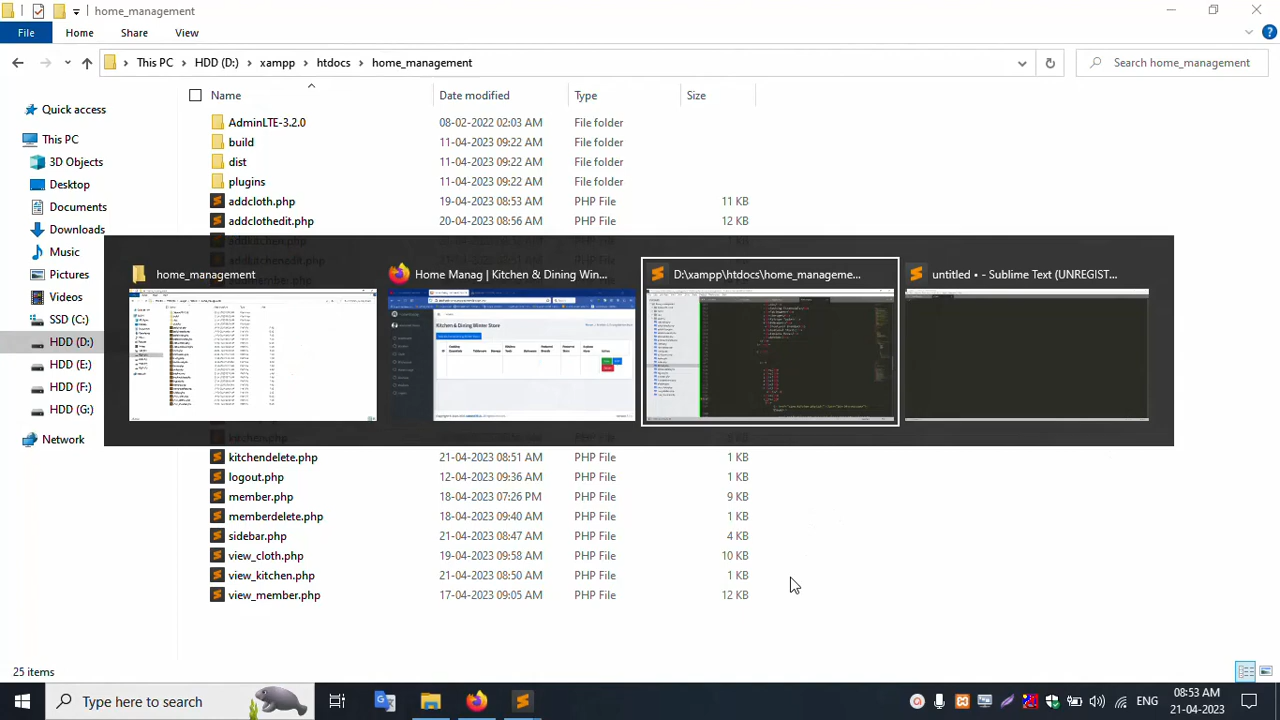 home_management
File Home Share View
This PC HDD (D:) xampp htdocs home_management
Search home_management
Name Date modified Type Size
Quick access
This PC
3D Objects
Desktop
Documents
Downloads
Music
Pictures
Videos
SSD (C:)
HDD (D:)
HDD (E:)
HDD (F:)
HDD (G:)
Network
AdminLTE-3.2.0 08-02-2022 02:03 AM File folder
build 11-04-2023 09:22 AM File folder
dist 11-04-2023 09:22 AM File folder
plugins 11-04-2023 09:22 AM File folder
addcloth.php 19-04-2023 08:53 AM PHP File 11 KB
addclothedit.php 20-04-2023 08:56 AM PHP File 12 KB
addkitchen.php
home_management
Home Manag | Kitchen & Dining Win...
D:\xampp\htdocs\home_manageme...
untitled • - Sublime Text (UNREGIST...
Kitchen & Dining Winter Store
kitchendelete.php 21-04-2023 08:51 AM PHP File 1 KB
logout.php 12-04-2023 09:36 AM PHP File 1 KB
member.php 18-04-2023 07:26 PM PHP File 9 KB
memberdelete.php 18-04-2023 09:40 AM PHP File 1 KB
sidebar.php 21-04-2023 08:47 AM PHP File 4 KB
view_cloth.php 19-04-2023 09:58 AM PHP File 10 KB
view_kitchen.php 21-04-2023 08:50 AM PHP File 1 KB
view_member.php 17-04-2023 09:05 AM PHP File 12 KB
25 items
Type here to search
ENG
08:53 AM
21-04-2023